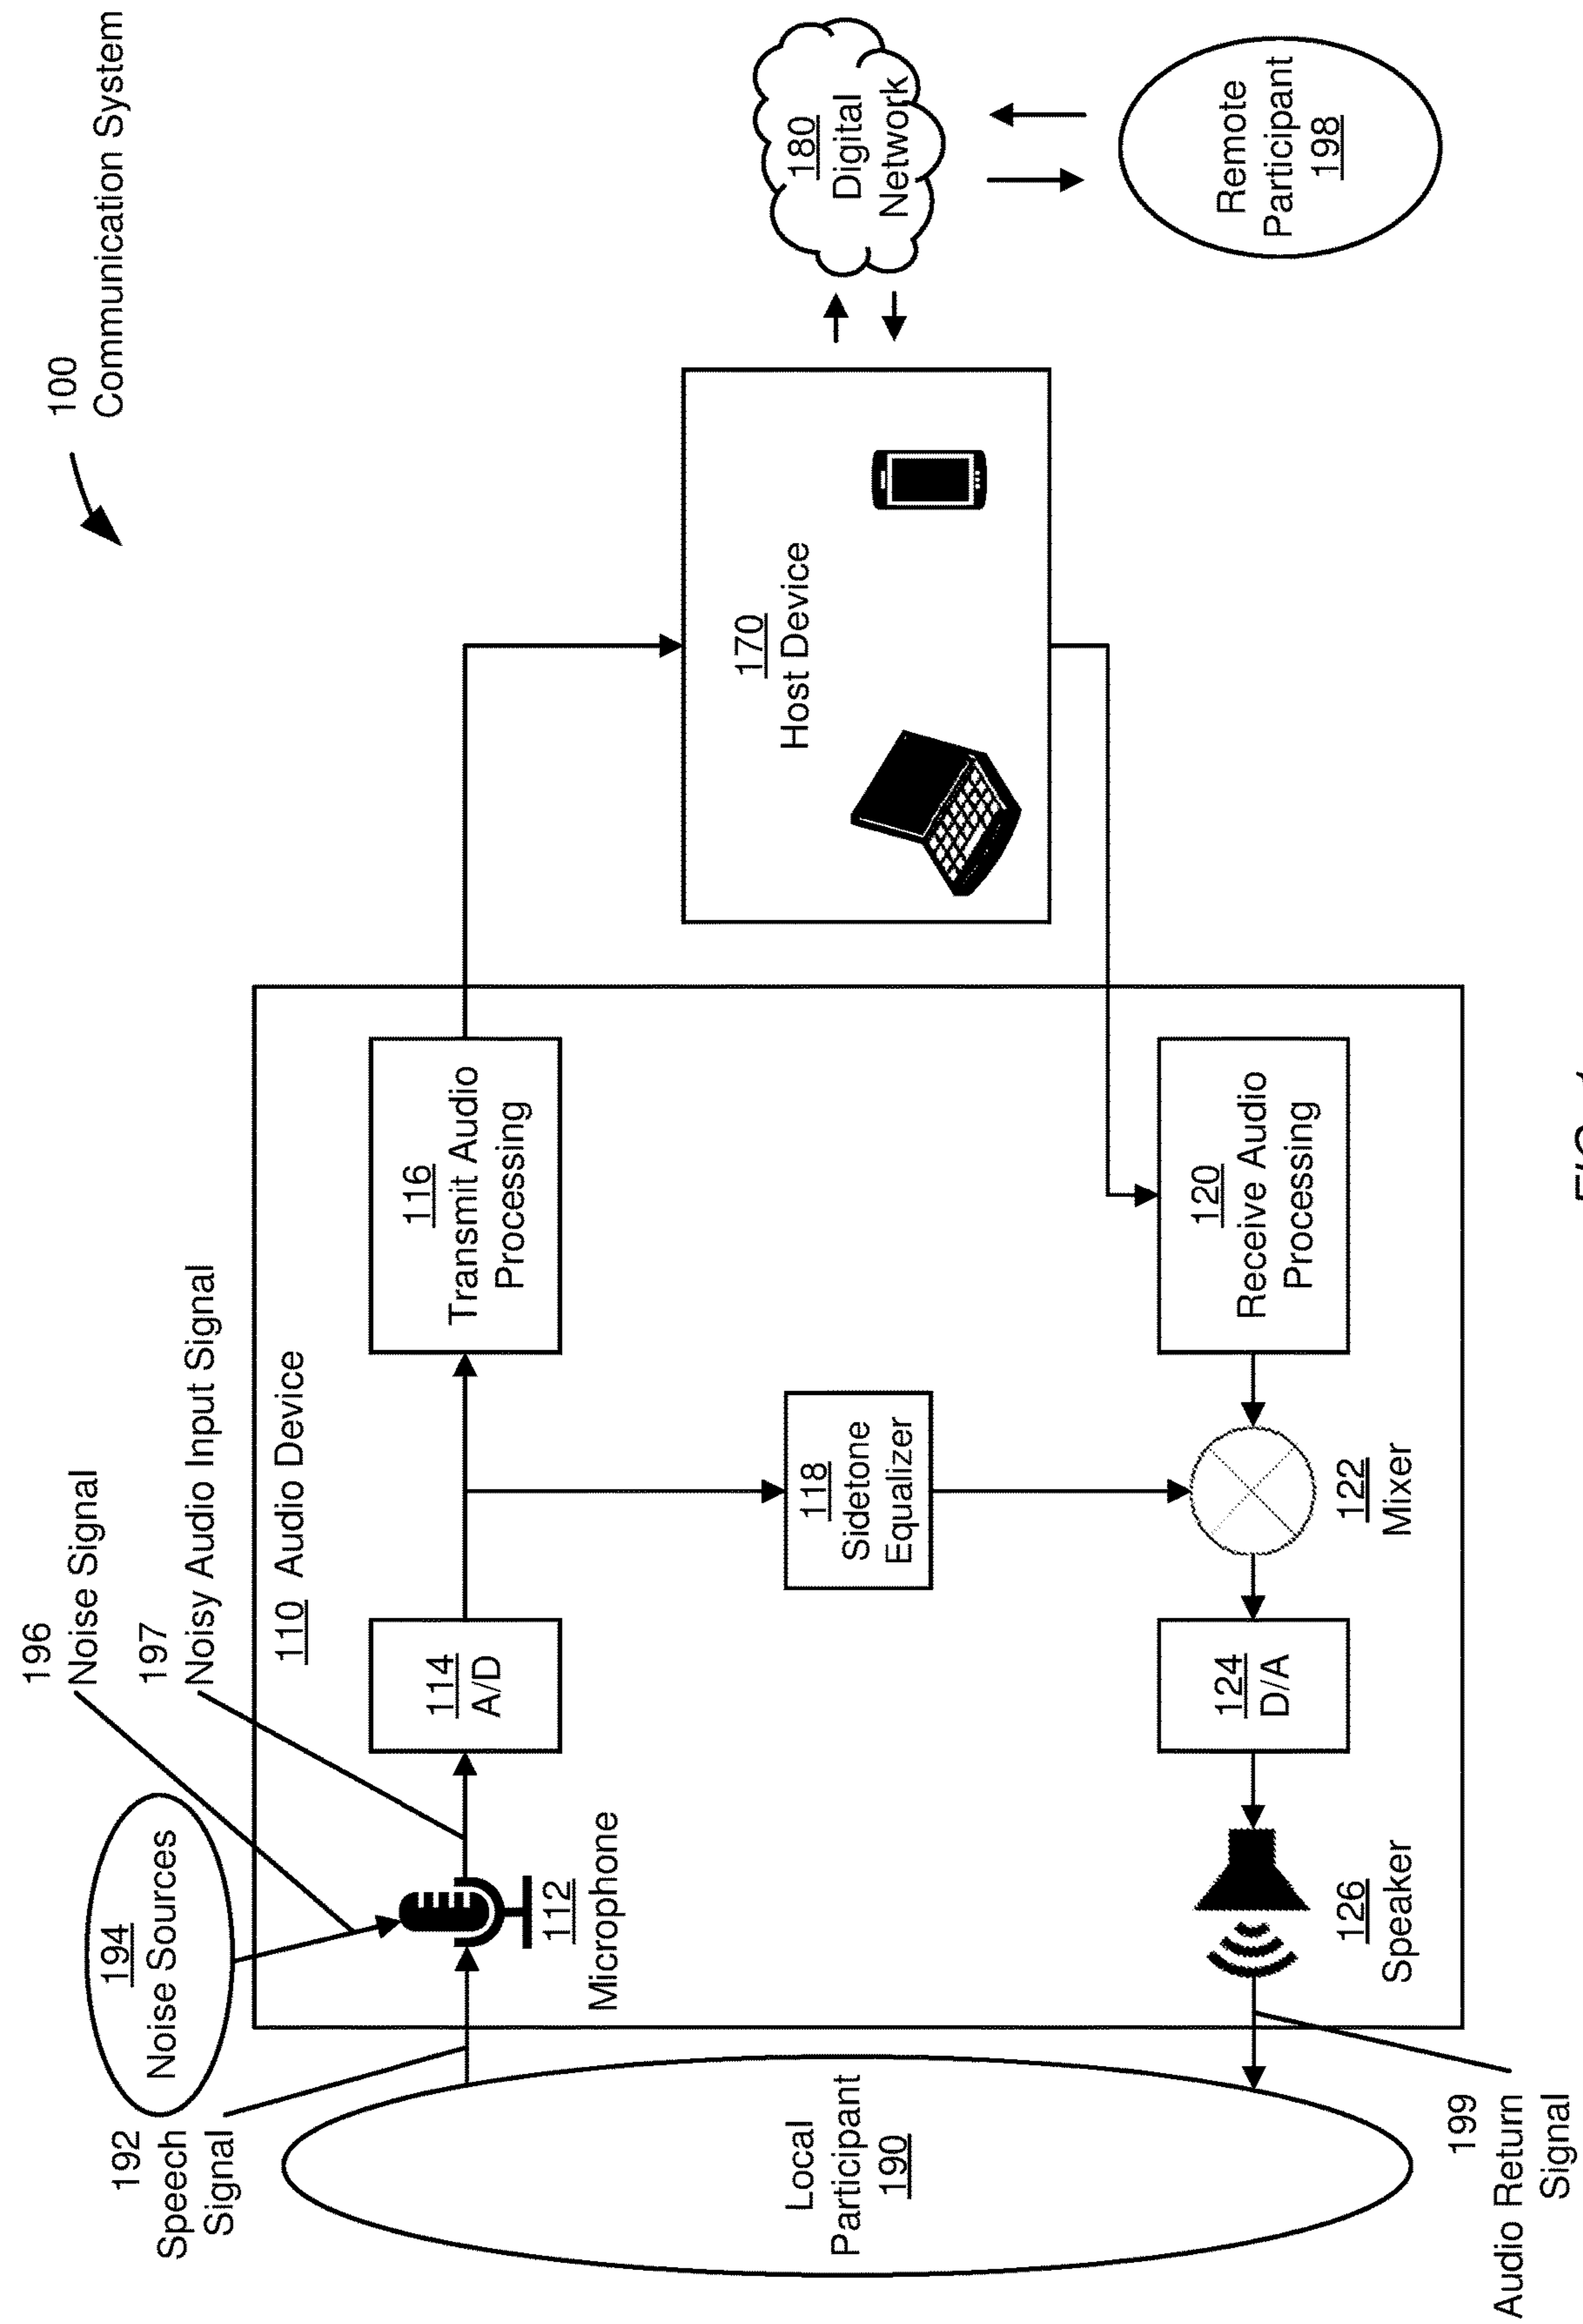 100
Communication System
196
Noise Signal
197
Noisy Audio Input Signal
194
Noise Sources
192
Speech
Signal
110 Audio Device
112
Microphone
114
A/D
116
Transmit Audio
Processing
118
Sidetone
Equalizer
170
Host Device
180
Digital
Network
Remote
Participant
198
Local
Participant
190
126
Speaker
124
D/A
122
Mixer
120
Receive Audio
Processing
199
Audio Return
Signal